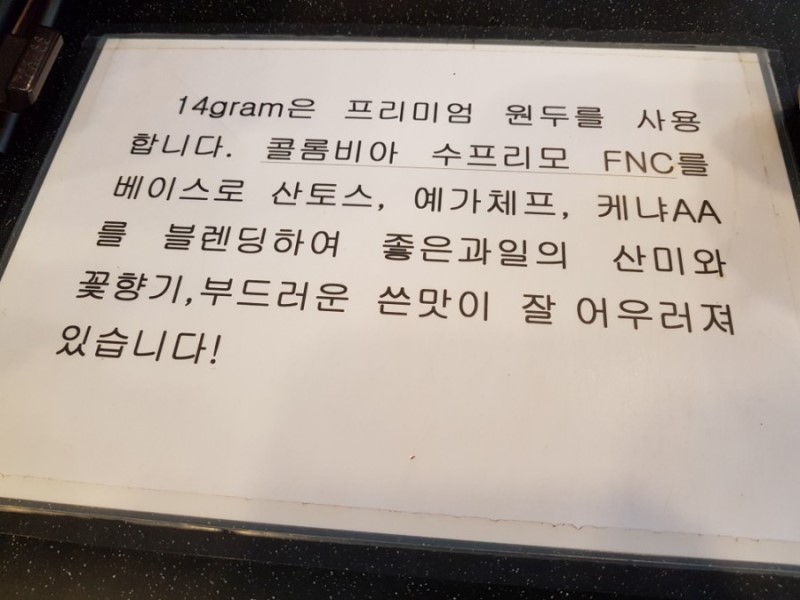 14gram은 프리미엄 원두를 사용
합니다. 콜롬비아 수프리모 FNC를
베이스로 산토스, 예가체프, 케냐AA
를 블렌딩하여 좋은과일의 산미와
꽃향기,부드러운 쓴맛이 잘 어우러져
있습니다!